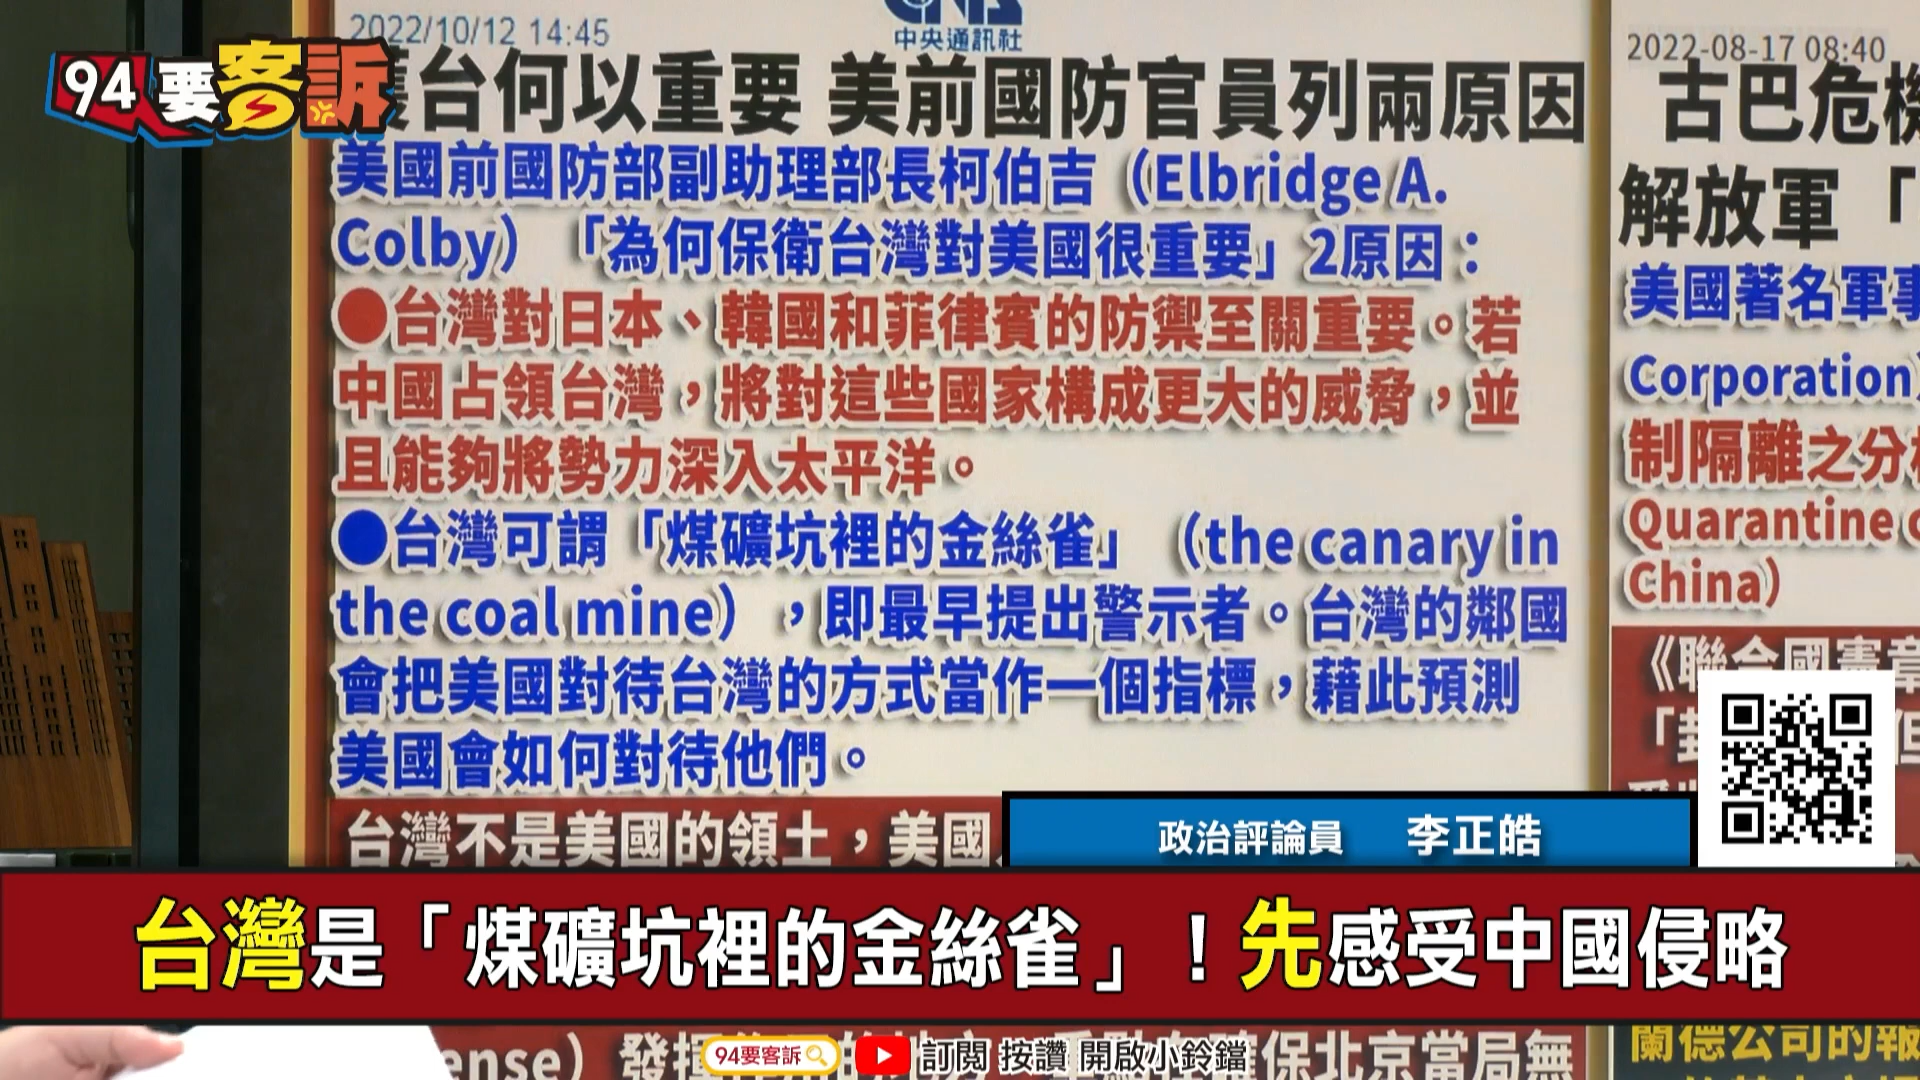 94要客訴
2022/10/12 14:45
中央通訊社
台何以重要 美前國防官員列兩原因
美國前國防部副助理部長柯伯吉（Elbridge A.
Colby）「為何保衛台灣對美國很重要」2原因：
●台灣對日本、韓國和菲律賓的防禦至關重要。若
中國占領台灣，將對這些國家構成更大的威脅，並
且能夠將勢力深入太平洋。
●台灣可謂「煤礦坑裡的金絲雀」（the canary in
the coal mine），即最早提出警示者。台灣的鄰國
會把美國對待台灣的方式當作一個指標，藉此預測
美國會如何對待他們。
台灣不是美國的領土，美國
2022-08-17 08:40
古巴危機
解放軍「
美國著名軍事
Corporation）
制隔離之分析
Quarantine
China）
《聯合國憲章
政治評論員 李正皓
台灣是「煤礦坑裡的金絲雀」！先感受中國侵略
ense）發揮
保北京當局無
蘭德公司的報
94要客訴
訂閱 按讚 開啟小鈴鐺